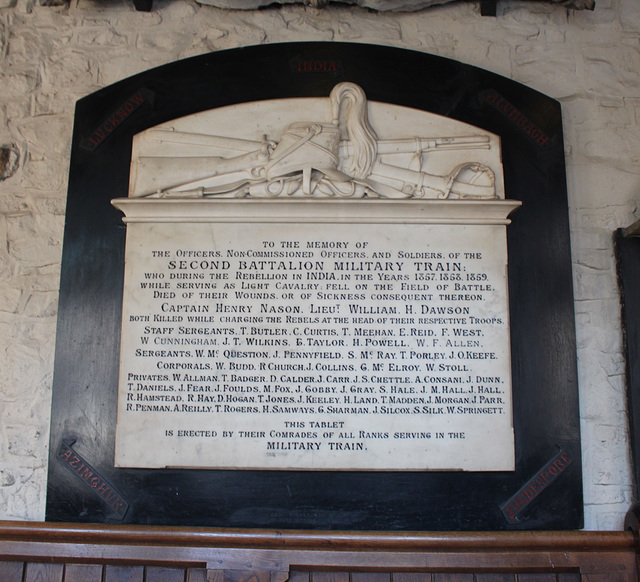 INDIA
LUCKNOW
AZIMGHUR
TO THE MEMORY OF
THE OFFICERS, NON-COMMISSIONED OFFICERS, AND SOLDIERS, OF THE
SECOND BATTALION MILITARY TRAIN;
WHO DURING THE REBELLION IN INDIA, IN THE YEARS 1857. 1858. 1859.
WHILE SERVING AS LIGHT CAVALRY; FELL ON THE FIELD OF BATTLE,
DIED OF THEIR WOUNDS, OR OF SICKNESS CONSEQUENT THEREON.
CAPTAIN HENRY NASON, LIEUT. WILLIAM. H. DAWSON
BOTH KILLED WHILE CHARGING THE REBELS AT THE HEAD OF THEIR RESPECTIVE TROOPS.
STAFF SERGEANTS, T. BUTLER, C. CURTIS, T. MEEHAN, E. REID, F. WEST,
W CUNNINGHAM, J. T. WILKINS, E. TAYLOR, H. POWELL, W. F. ALLEN.
SERGEANTS, W. Mc QUESTION, J. PENNYFIELD, S. Mc RAY, T. PORLEY, J. O'KEEFE.
CORPORALS, W. BUDD, R CHURCH, J. COLLINS, G. Mc ELROY, W. STOLL.
PRIVATES, W. ALLMAN, T. BADGER, D. CALDER, J. CARR, J. S. CHETTLE, A. CONSANI, J. DUNN,
T. DANIELS, J. FEAR, J. FOULDS, M. FOX, J. GOBBY, J. GRAY, S. HALE, J. M. HALL, J. HALL,
R. HAMSTEAD, R. HAY, D. HOGAN, T. JONES, J. KEELEY, H. LAND, T. MADDEN, J. MORGAN, J. PARR,
R. PENMAN, A. REILLY, T. ROGERS, H. SAMWAYS, G. SHARMAN, J. SILCOX, S. SILK, W. SPRINGETT.
THIS TABLET
IS ERECTED BY THEIR COMRADES OF ALL RANKS SERVING IN THE
MILITARY TRAIN.